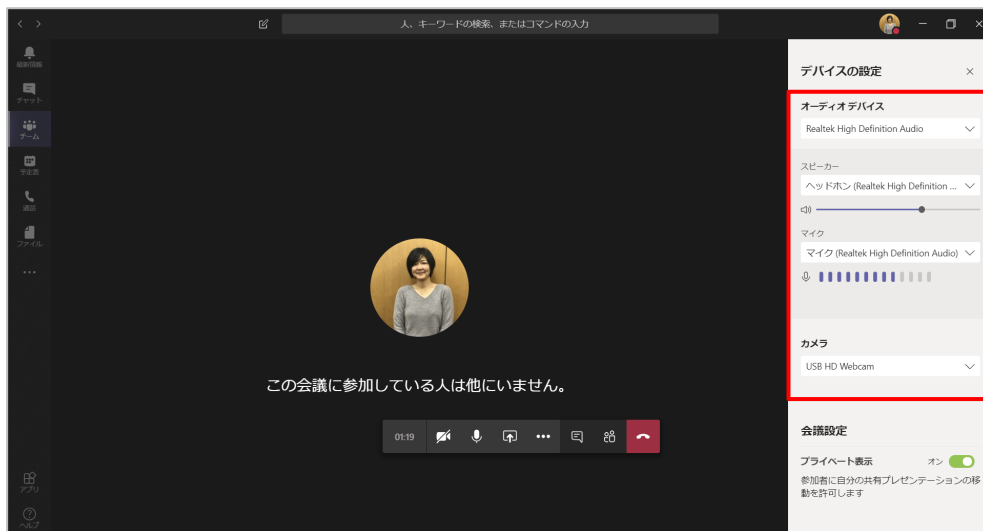 人、キーワードの検索、またはコマンドの入力
最新情報
チャット
チーム
予定表
通話
ファイル
アプリ
ヘルプ
この会議に参加している人は他にいません。
01:19
デバイスの設定
オーディオ デバイス
Realtek High Definition Audio
スピーカー
ヘッドホン (Realtek High Definition ...
マイク
マイク (Realtek High Definition Audio)
カメラ
USB HD Webcam
会議設定
プライベート表示 オン
参加者に自分の共有プレゼンテーションの移
動を許可します